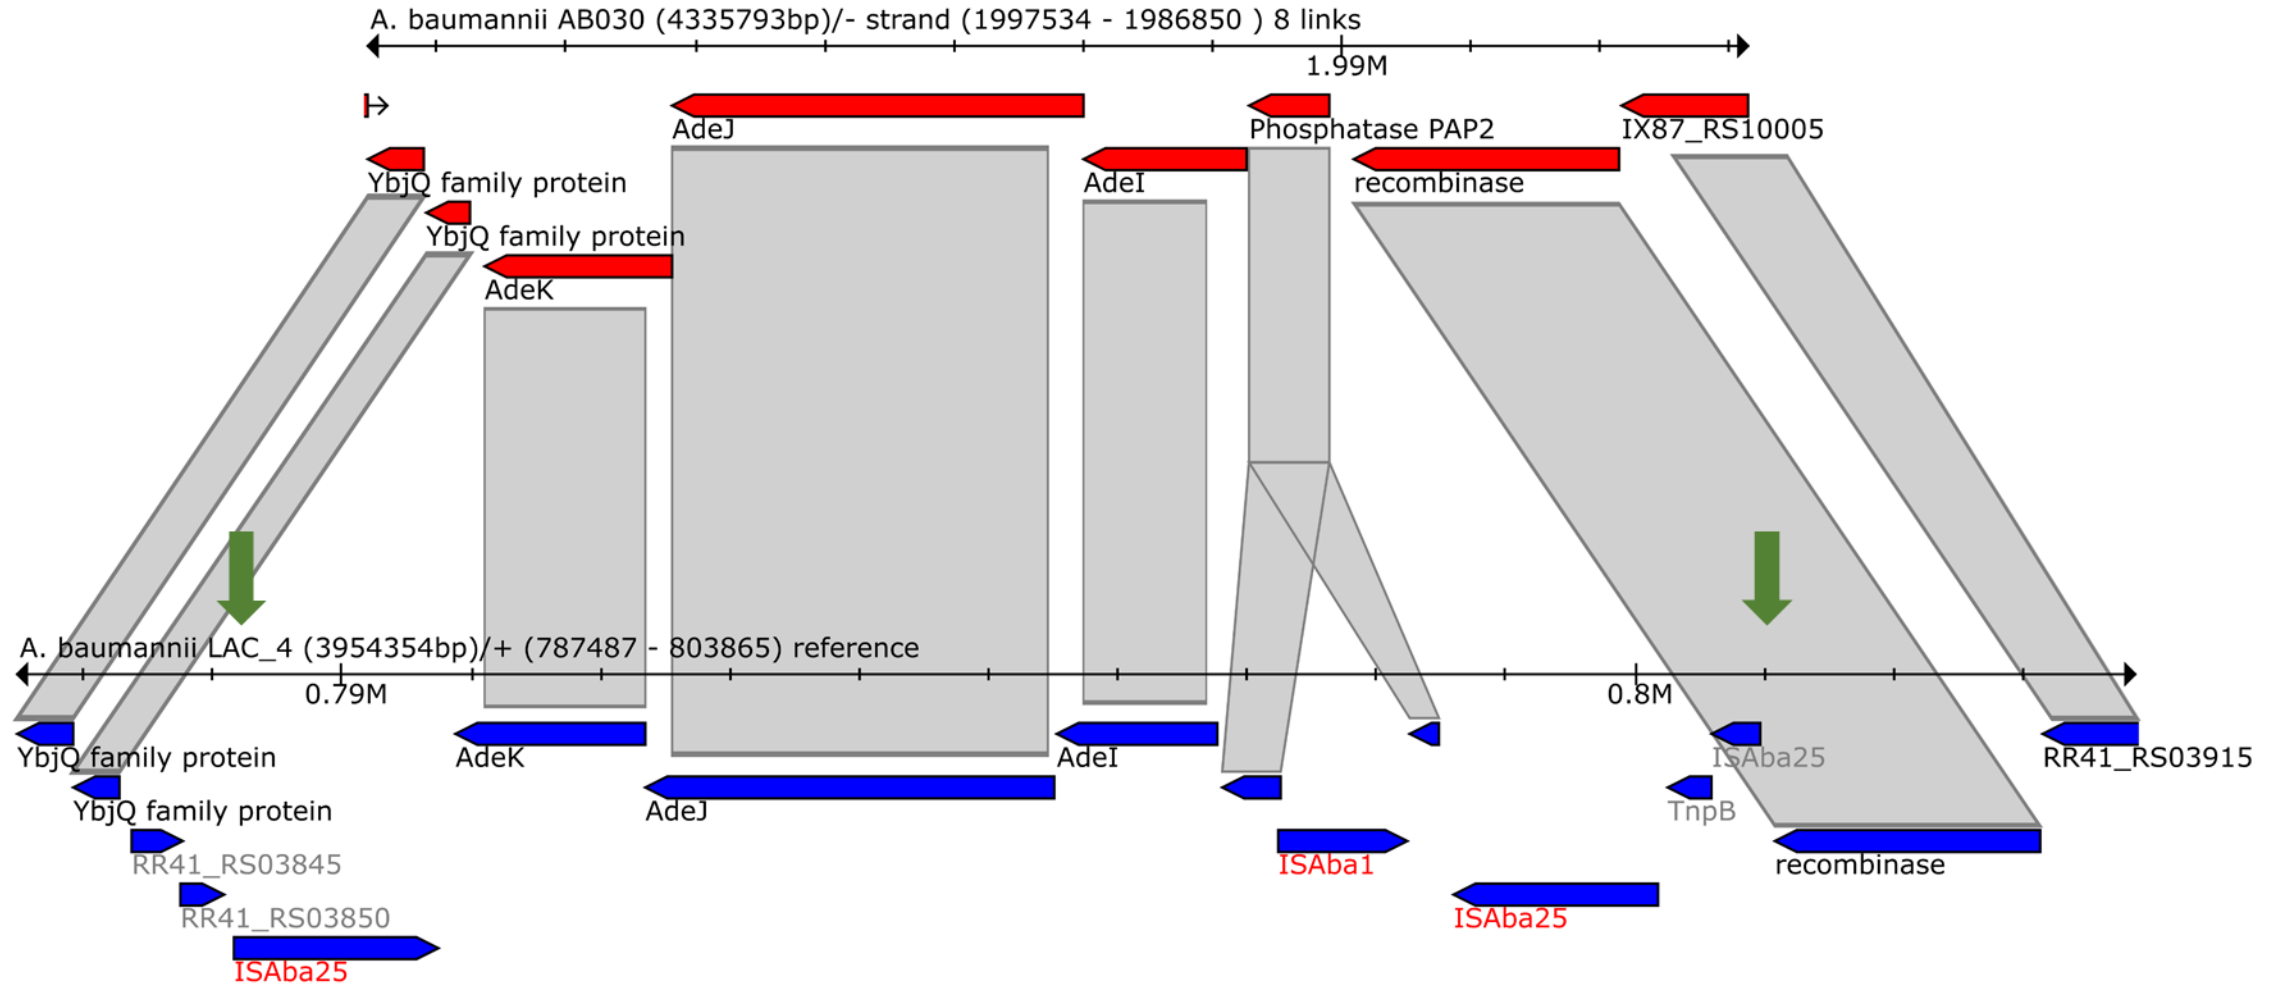 A. baumannii AB030 (4335793bp)/- strand (1997534 - 1986850 ) 8 links
1.99M
AdeJ
Phosphatase PAP2
IX87_RS10005
YbjQ family protein
AdeI
recombinase
YbjQ family protein
AdeK
A. baumannii LAC_4 (3954354bp)/+ (787487 - 803865) reference
0.79M
0.8M
YbjQ family protein
AdeK
AdeI
ISAba25
RR41_RS03915
YbjQ family protein
AdeJ
TnpB
RR41_RS03845
ISAba1
recombinase
RR41_RS03850
ISAba25
ISAba25